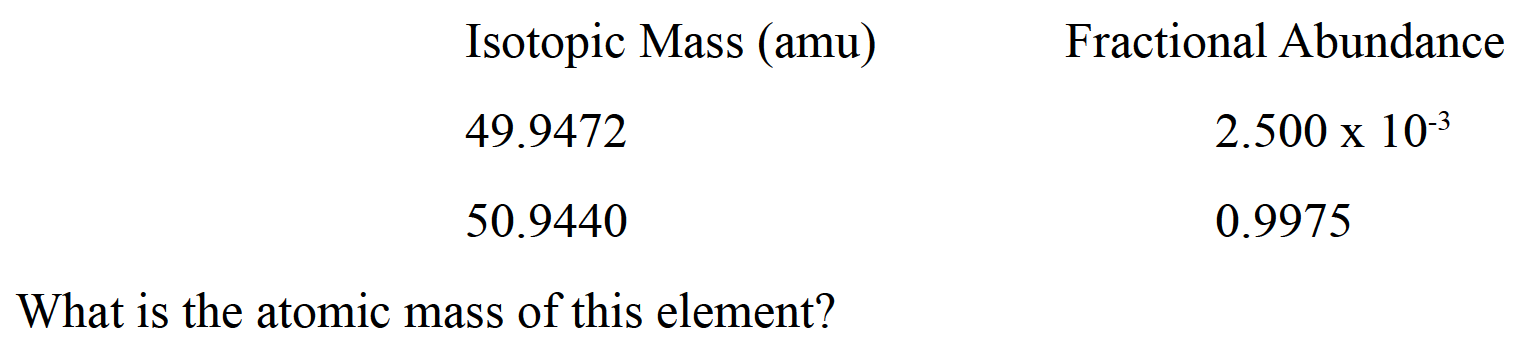 Isotopic Mass (amu) Fractional Abundance
49.9472 2.500 x 10⁻³
50.9440 0.9975
What is the atomic mass of this element?